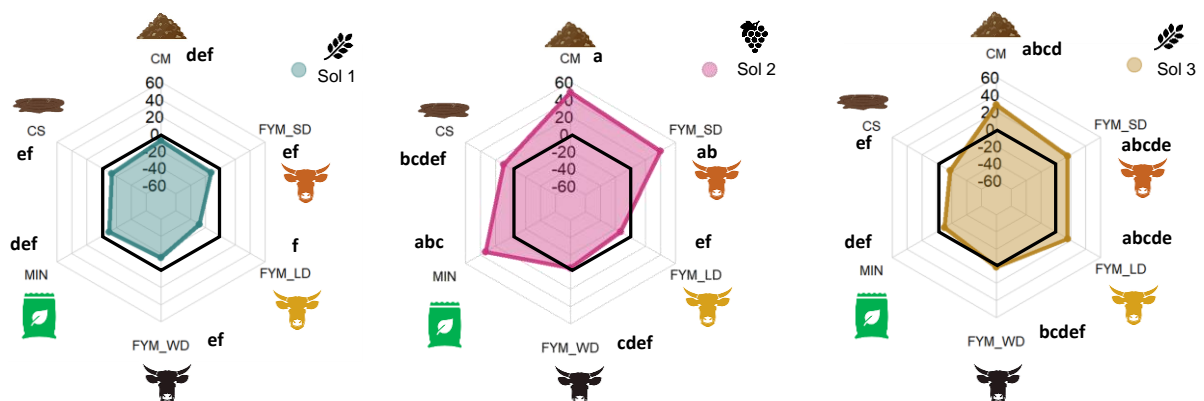 CM def
Sol 1
60
40
20
0
20
-40
-60
CS
ef
FYM_SD
ef
def
MIN
f
FYM_LD
FYM_WD
ef
CM a
Sol 2
60
40
20
0
-20
-40
-60
CS
bcdef
FYM_SD
ab
abc
MIN
ef
FYM_LD
FYM_WD
cdef
CM abcd
Sol 3
60
40
20
0
-20
-40
-60
CS
ef
FYM_SD
abcde
def
MIN
abcde
FYM_LD
FYM_WD
bcdef